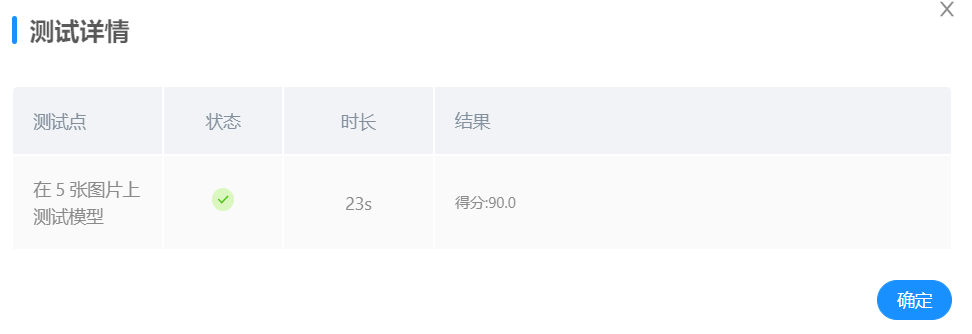 测试详情
测试点
状态
时长
结果
在 5 张图片上
测试模型
23s
得分:90.0
确定